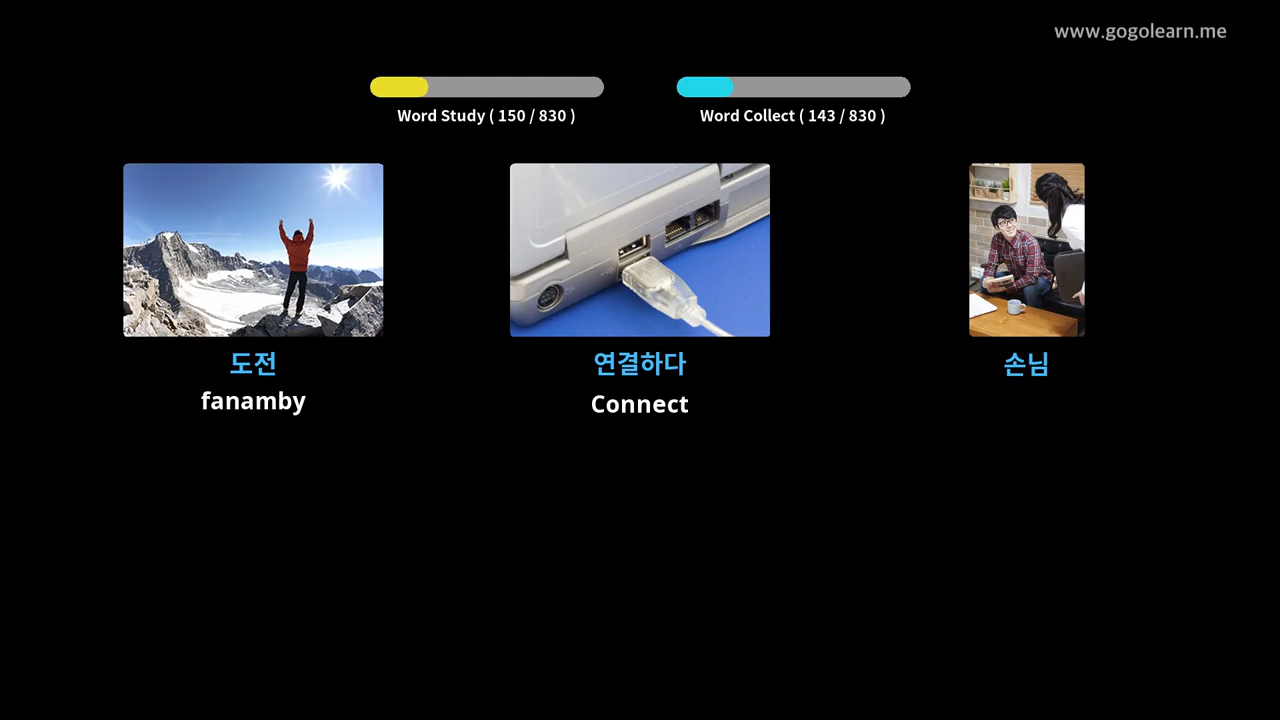 www.gogolearn.me
Word Study ( 150 / 830 )
Word Collect ( 143 / 830 )
도전
fanamby
연결하다
Connect
손님